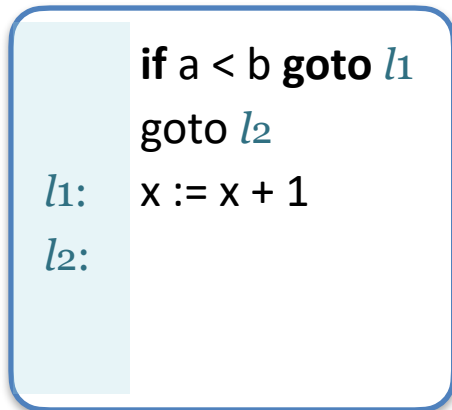 if a < b goto l1
goto l2
l1: x := x + 1
l2: